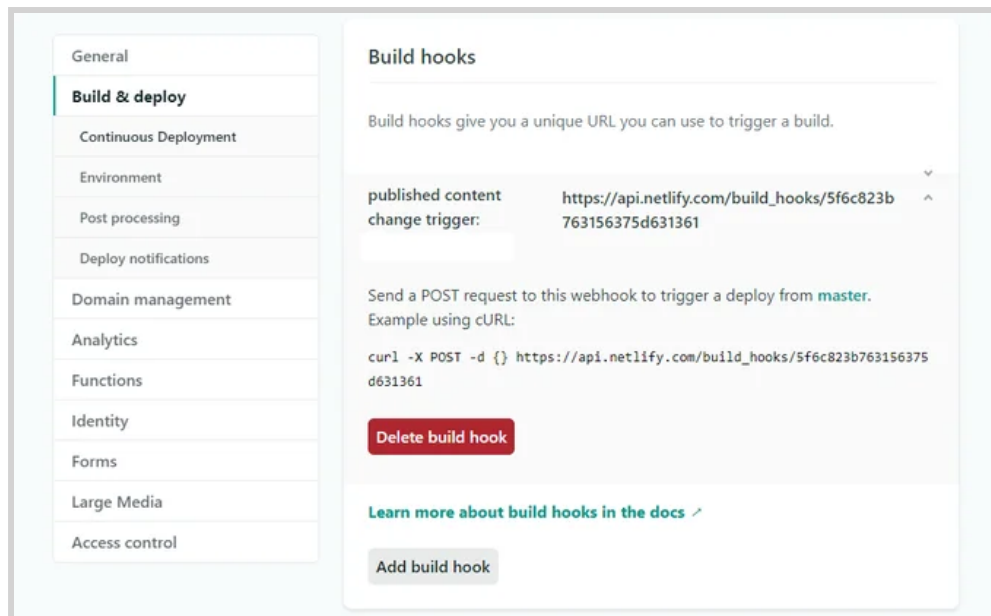 General
Build & deploy
Continuous Deployment
Environment
Post processing
Deploy notifications
Domain management
Analytics
Functions
Identity
Forms
Large Media
Access control
Build hooks
Build hooks give you a unique URL you can use to trigger a build.
published content
change trigger:
https://api.netlify.com/build_hooks/5f6c823b
763156375d631361
Send a POST request to this webhook to trigger a deploy from master.
Example using cURL:
curl -X POST -d {} https://api.netlify.com/build_hooks/5f6c823b763156375
d631361
Delete build hook
Learn more about build hooks in the docs ↗
Add build hook